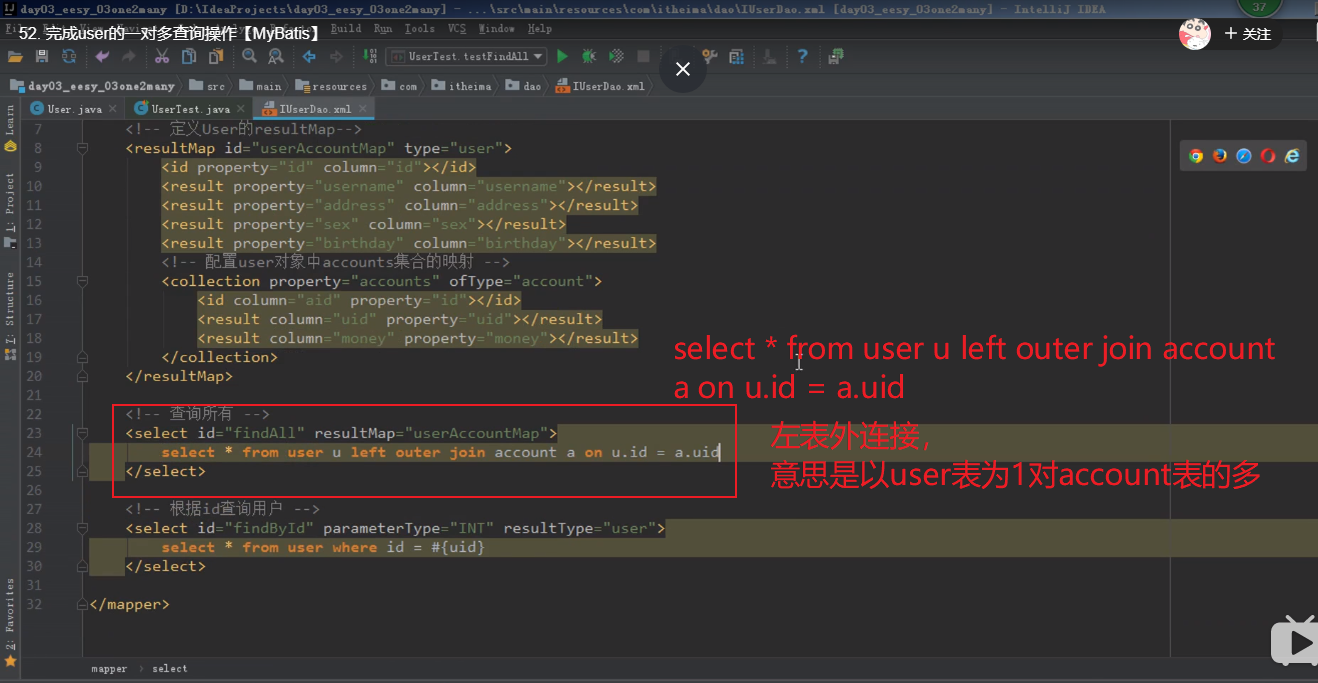 day03_eesy_03one2many [D:\IdeaProjects\day03_eesy_03one2many] - ...\src\main\resources\com\itheima\dao\IUserDao.xml [day03_eesy_03one2many] - IntelliJ IDEA
37
52. 完成user的一对多查询操作【MyBatis】
Build Run Tools VCS Window Help
+ 关注
UserTest.testFindAll
day03_eesy_03one2many src main resources com itheima dao IUserDao.xml
User.java UserTest.java IUserDao.xml
Learn
1: Project
7: Structure
2: Favorites
7 <!-- 定义User的resultMap-->
8 <resultMap id="userAccountMap" type="user">
9 <id property="id" column="id"></id>
10 <result property="username" column="username"></result>
11 <result property="address" column="address"></result>
12 <result property="sex" column="sex"></result>
13 <result property="birthday" column="birthday"></result>
14 <!-- 配置user对象中accounts集合的映射 -->
15 <collection property="accounts" ofType="account">
16 <id column="aid" property="id"></id>
17 <result column="uid" property="uid"></result>
18 <result column="money" property="money"></result>
19 </collection>
20 </resultMap>
21
22 <!-- 查询所有 -->
23 <select id="findAll" resultMap="userAccountMap">
24 select * from user u left outer join account a on u.id = a.uid
25 </select>
26
27 <!-- 根据id查询用户 -->
28 <select id="findById" parameterType="INT" resultType="user">
29 select * from user where id = #{uid}
30 </select>
31
32 </mapper>
select * from user u left outer join account
a on u.id = a.uid
左表外连接，
意思是以user表为1对account表的多
mapper select